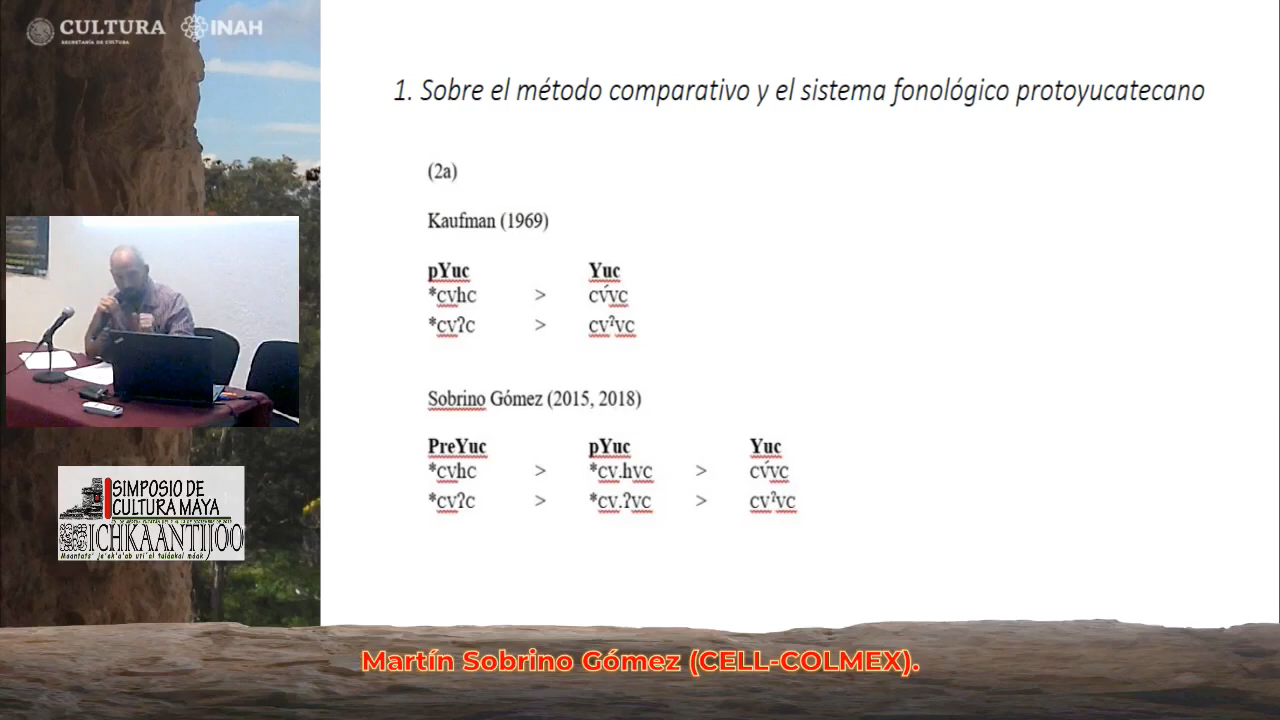 CULTURA
SECRETARÍA DE CULTURA
INAH
1. Sobre el método comparativo y el sistema fonológico protoyucatecano
(2a)
Kaufman (1969)
pYuc Yuc
*cvhc > cv́vc
*cvʔc > cvˀvc
Sobrino Gómez (2015, 2018)
PreYuc pYuc Yuc
*cvhc > *cv.hvc > cv́vc
*cvʔc > *cv.ʔvc > cvˀvc
SIMPOSIO DE
CULTURA MAYA
ICHKAANTIJOO
Martín Sobrino Gómez (CELL-COLMEX).